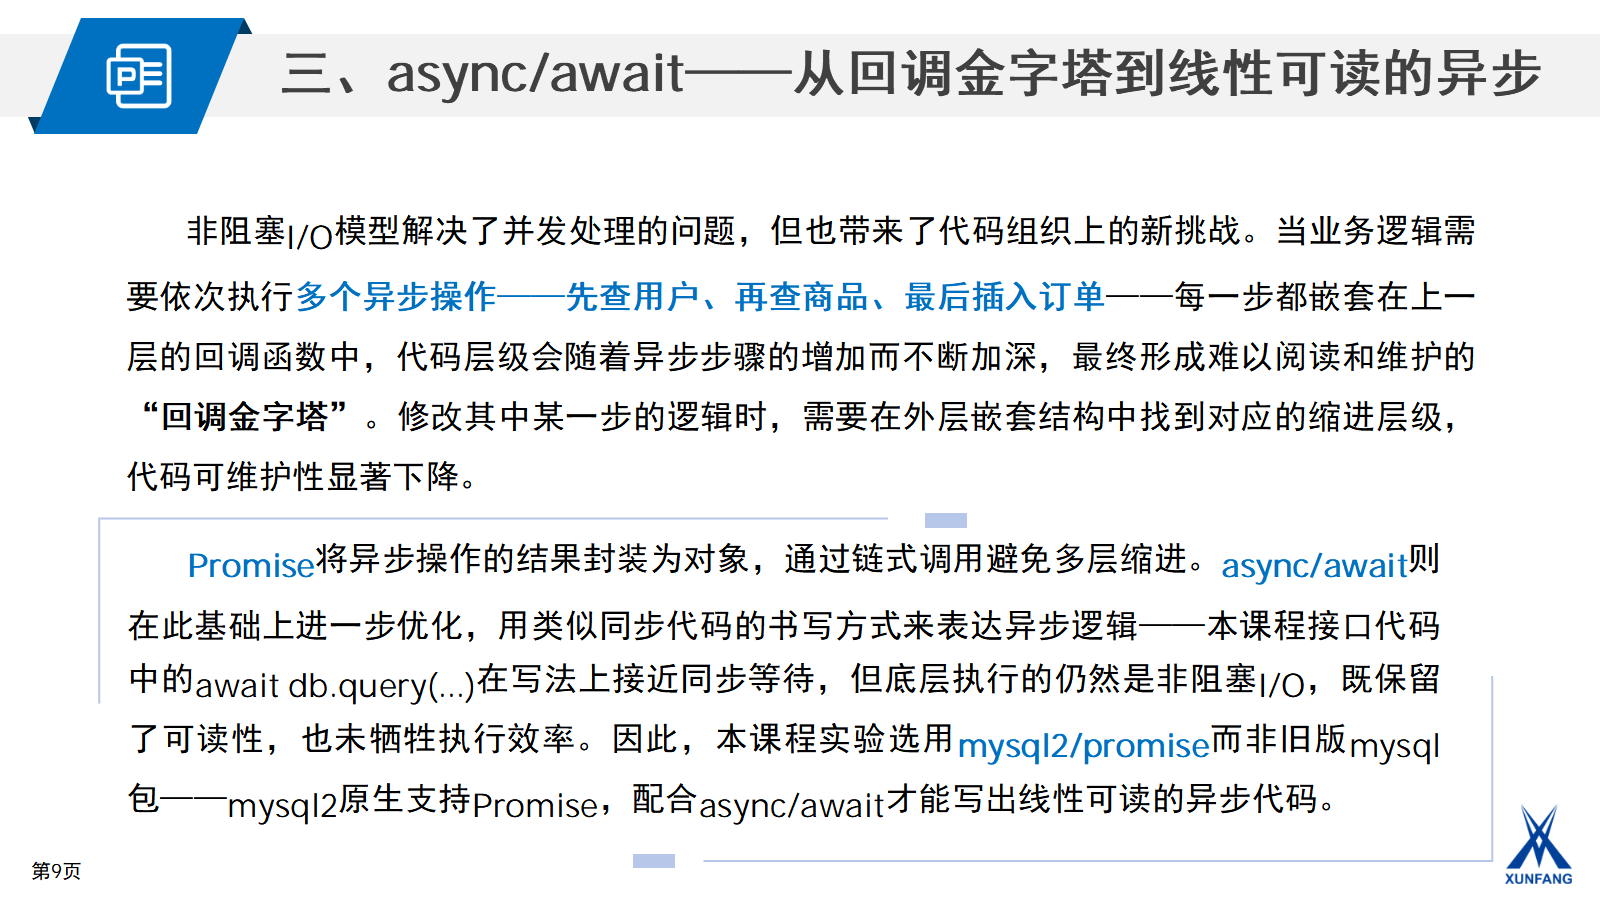 三、async/await——从回调金字塔到线性可读的异步
非阻塞I/O模型解决了并发处理的问题，但也带来了代码组织上的新挑战。当业务逻辑需
要依次执行多个异步操作——先查用户、再查商品、最后插入订单——每一步都嵌套在上一
层的回调函数中，代码层级会随着异步步骤的增加而不断加深，最终形成难以阅读和维护的
“回调金字塔”。修改其中某一步的逻辑时，需要在外层嵌套结构中找到对应的缩进层级，
代码可维护性显著下降。
Promise将异步操作的结果封装为对象，通过链式调用避免多层缩进。async/await则
在此基础上进一步优化，用类似同步代码的书写方式来表达异步逻辑——本课程接口代码
中的await db.query(...)在写法上接近同步等待，但底层执行的仍然是非阻塞I/O，既保留
了可读性，也未牺牲执行效率。因此，本课程实验选用mysql2/promise而非旧版mysql
包——mysql2原生支持Promise，配合async/await才能写出线性可读的异步代码。
第9页
XUNFANG